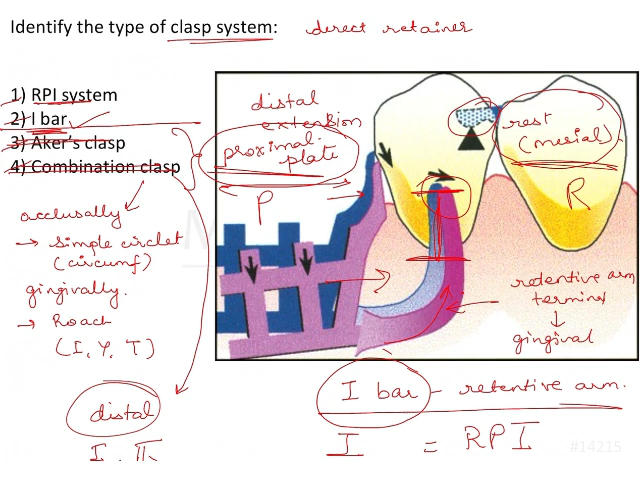 Identify the type of clasp system: direct retainer
1) RPI system
2) I bar
3) Aker's clasp
4) Combination clasp
distal
extension
proximal
plate
P
rest
(mesial)
R
occlusally
→ Simple circlet
(circumf)
gingivally.
→ Roach
(I, Y, T)
retentive arm
↓
gingival
distal
I bar - retentive arm.
I = RPI
#14215